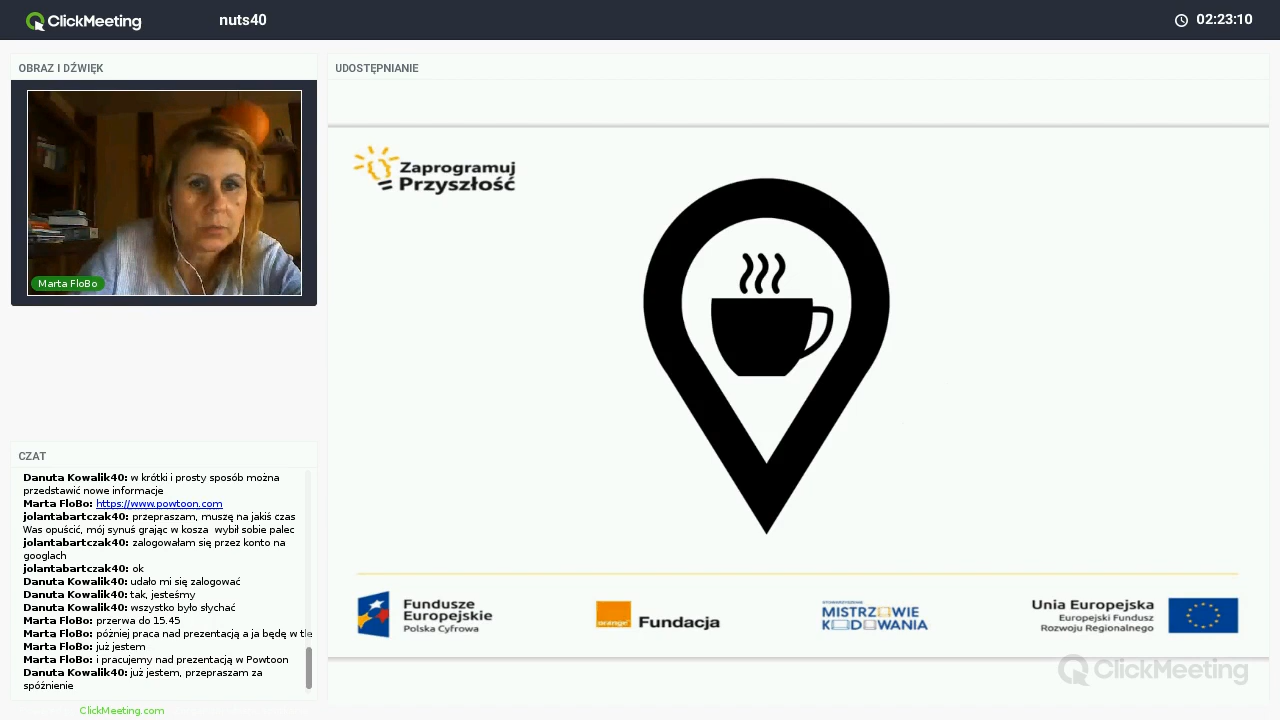 ClickMeeting
nuts40
02:23:10
OBRAZ I DŹWIĘK
Marta FloBo
UDOSTĘPNIANIE
Zaprogramuj
Przyszłość
Fundusze
Europejskie
Polska Cyfrowa
orange
Fundacja
STOWARZYSZENIE
MISTRZOWIE
KODOWANIA
Unia Europejska
Europejski Fundusz
Rozwoju Regionalnego
ClickMeeting
CZAT
Danuta Kowalik40: w krótki i prosty sposób można
przedstawić nowe informacje
Marta FloBo: https://www.powtoon.com
jolantabartczak40: przepraszam, muszę na jakiś czas
Was opuścić, mój synuś grając w kosza wybił sobie palec
jolantabartczak40: zalogowałam się przez konto na
googlach
jolantabartczak40: ok
Danuta Kowalik40: udało mi się zalogować
Danuta Kowalik40: tak, jesteśmy
Danuta Kowalik40: wszystko było słychać
Marta FloBo: przerwa do 15.45
Marta FloBo: później praca nad prezentacją a ja będę w tle
Marta FloBo: już jestem
Marta FloBo: i pracujemy nad prezentacją w Powtoon
Danuta Kowalik40: już jestem, przepraszam za
spóźnienie
ClickMeeting.com